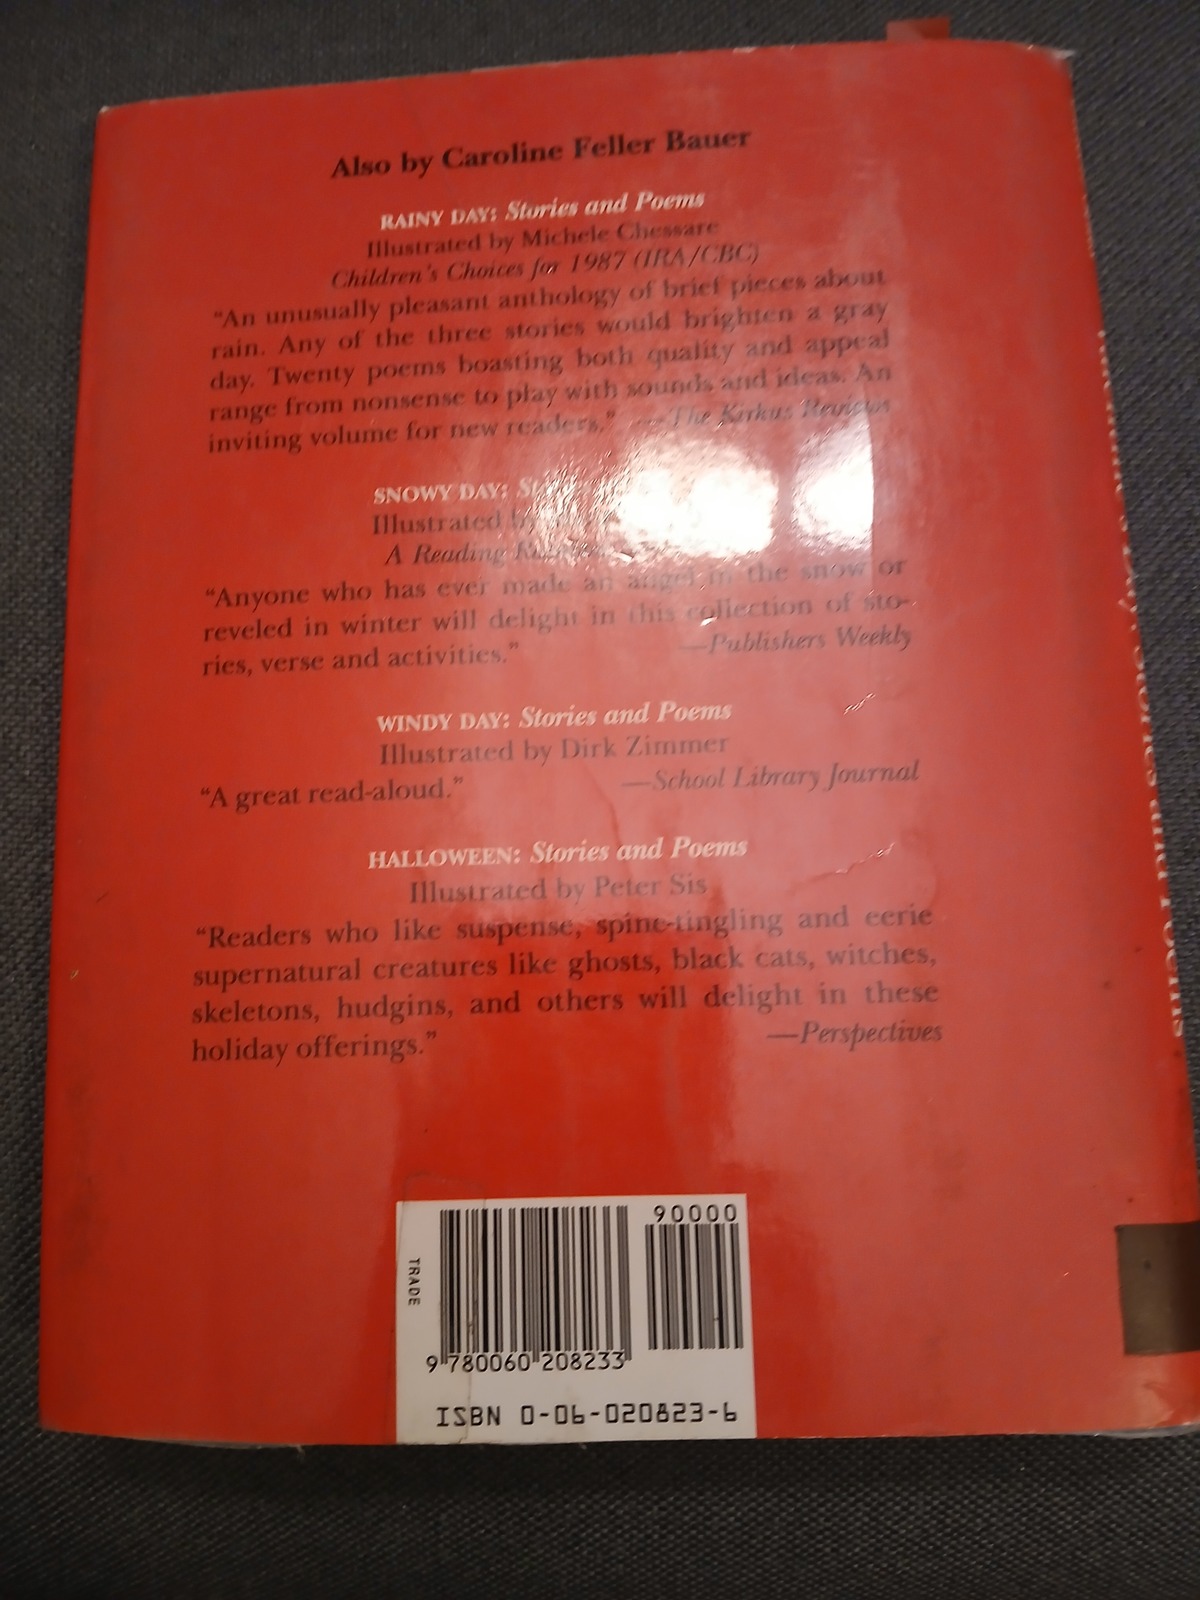 Also by Caroline Feller Bauer
RAINY DAY: Stories and Poems
Illustrated by Michele Chessare
Children's Choices for 1987 (IRA/CBC)
"An unusually pleasant anthology of brief pieces about
rain. Any of the three stories would brighten a gray
day. Twenty poems boasting both quality and appeal
range from nonsense to play with sounds and ideas. An
inviting volume for new readers." —The Kirkus Reviews
SNOWY DAY:
Illustrated by
A Reading
"Anyone who has ever made an angel in the snow or
reveled in winter will delight in this collection of sto-
ries, verse and activities." —Publishers Weekly
WINDY DAY: Stories and Poems
Illustrated by Dirk Zimmer
"A great read-aloud." —School Library Journal
HALLOWEEN: Stories and Poems
Illustrated by Peter Sis
"Readers who like suspense, spine-tingling and eerie
supernatural creatures like ghosts, black cats, witches,
skeletons, hudgins, and others will delight in these
holiday offerings." —Perspectives
90000
TRADE
9 780060 208233
ISBN 0-06-020823-6
Day: Stories and Poems